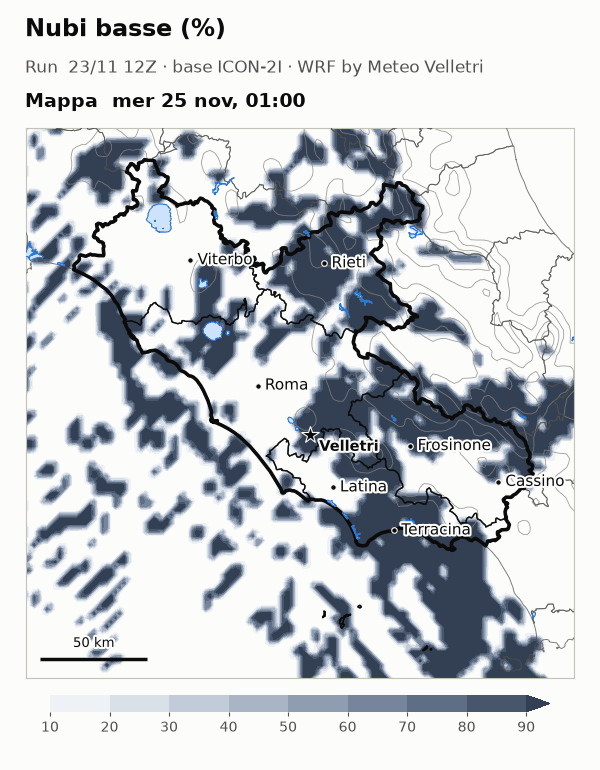 Nubi basse (%)
Run 23/11 12Z · base ICON-2I · WRF by Meteo Velletri
Mappa mer 25 nov, 01:00
Viterbo
Rieti
Roma
Velletri
Frosinone
Latina
Cassino
Terracina
50 km
10 20 30 40 50 60 70 80 90